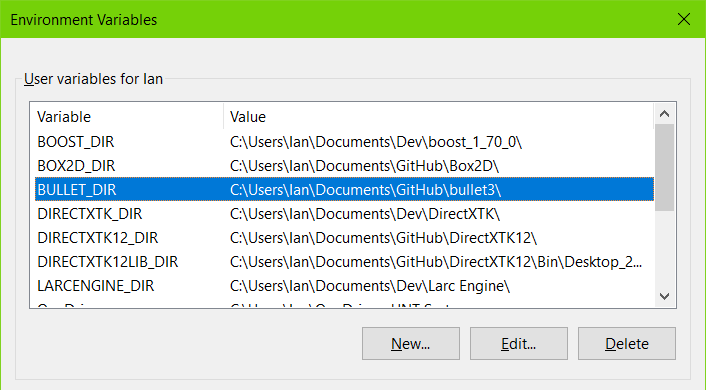 Environment Variables
User variables for Ian
Variable Value
BOOST_DIR C:\Users\Ian\Documents\Dev\boost_1_70_0\
BOX2D_DIR C:\Users\Ian\Documents\GitHub\Box2D\
BULLET_DIR C:\Users\Ian\Documents\GitHub\bullet3\
DIRECTXTK_DIR C:\Users\Ian\Documents\Dev\DirectXTK\
DIRECTXTK12_DIR C:\Users\Ian\Documents\GitHub\DirectXTK12\
DIRECTXTK12LIB_DIR C:\Users\Ian\Documents\GitHub\DirectXTK12\Bin\Desktop_2...
LARCENGINE_DIR C:\Users\Ian\Documents\Dev\Larc Engine\
New... Edit... Delete